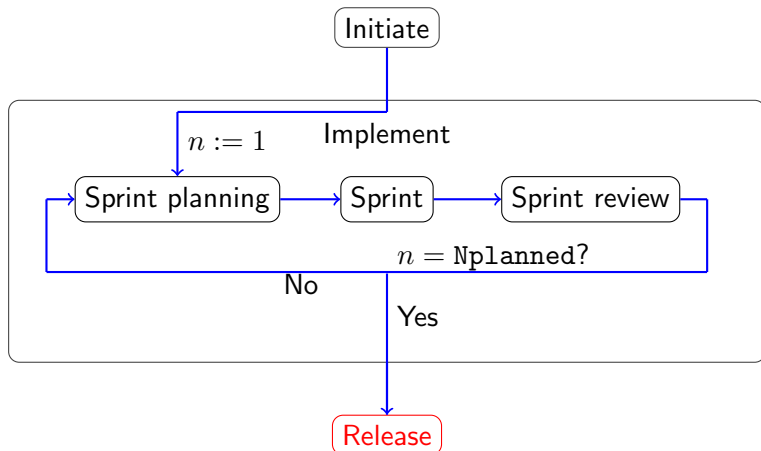 Initiate
Implement
n := 1
Sprint planning
Sprint
Sprint review
n = Nplanned?
No
Yes
Release